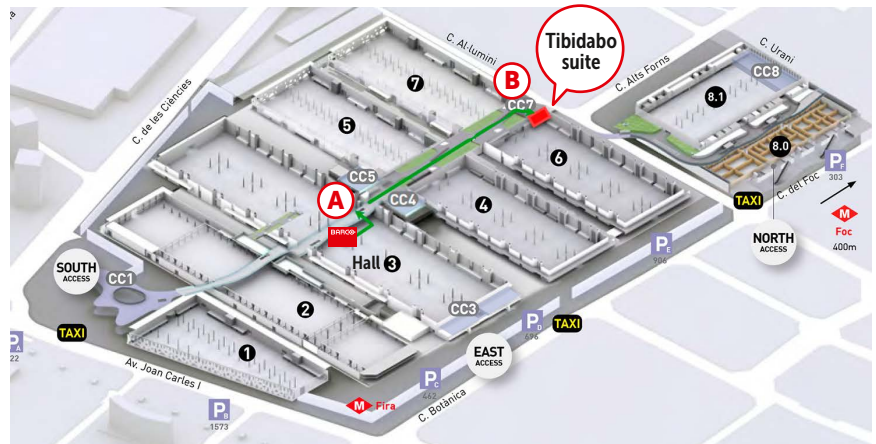 C. Al·lumini
Tibidabo
suite
C. Alts Forns
C. Urani
CC8
B
CC7
7
8.1
C. de les Ciències
5
6
8.0
P F
303
CC5
A
CC4
4
C. del Foc
TAXI
M
Foc
400m
BARCO
Hall 3
P E
906
NORTH
ACCESS
SOUTH
ACCESS
CC1
CC3
2
P D
696
TAXI
TAXI
1
EAST
ACCESS
P A
22
Av. Joan Carles I
P C
462
C. Botànica
P B
1573
M Fira